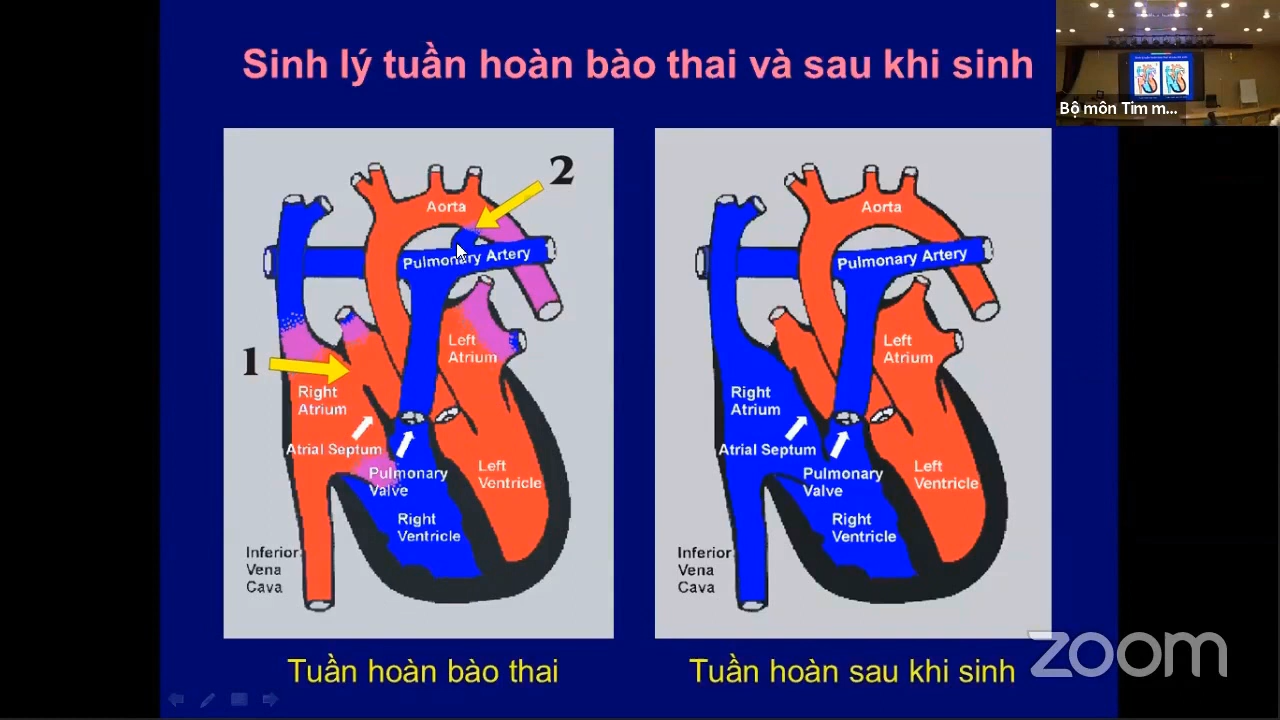 Sinh lý tuần hoàn bào thai và sau khi sinh
Bộ môn Tim m...
2
Aorta
Pulmonary Artery
1
Left
Atrium
Right
Atrium
Atrial Septum
Pulmonary
Valve
Left
Ventricle
Right
Ventricle
Inferior
Vena
Cava
Aorta
Pulmonary Artery
Left
Atrium
Right
Atrium
Atrial Septum
Pulmonary
Valve
Left
Ventricle
Right
Ventricle
Inferior
Vena
Cava
Tuần hoàn bào thai
Tuần hoàn sau khi sinh
zoom